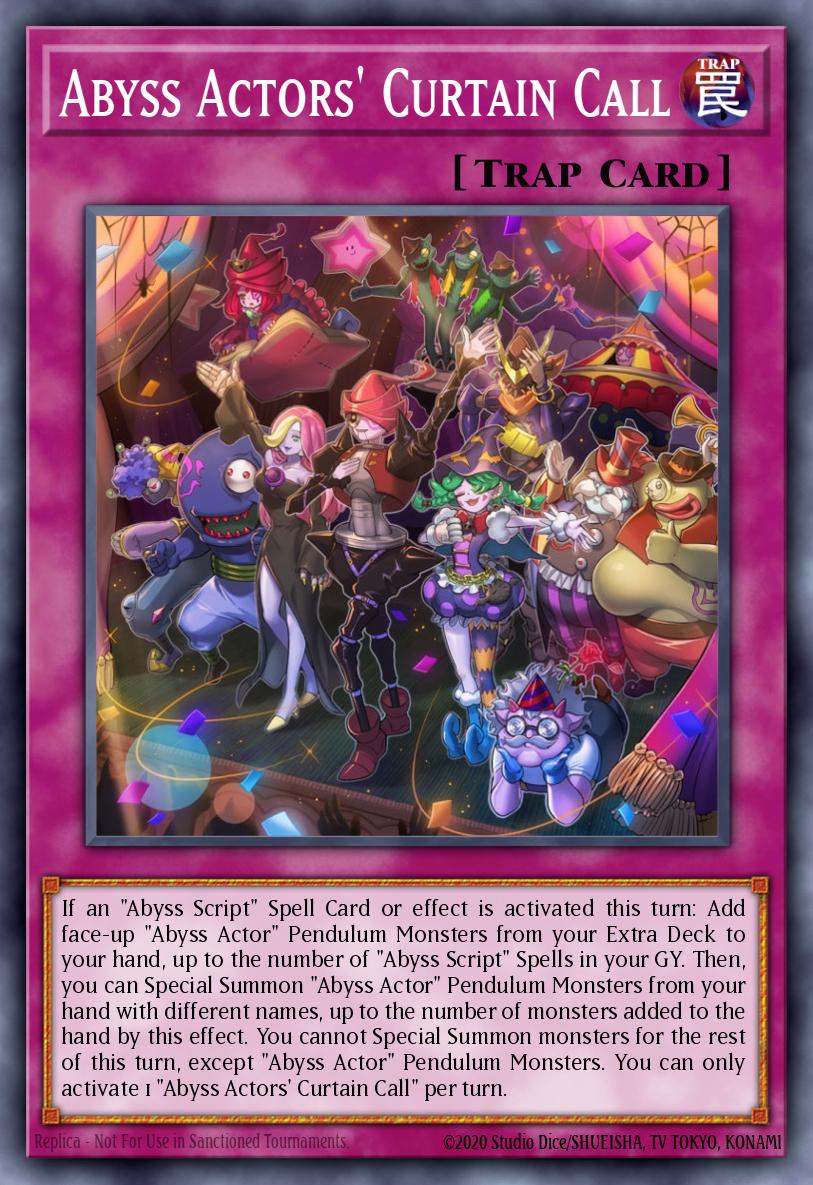 Abyss Actors' Curtain Call
TRAP
罠
[Trap Card]
If an "Abyss Script" Spell Card or effect is activated this turn: Add
face-up "Abyss Actor" Pendulum Monsters from your Extra Deck to
your hand, up to the number of "Abyss Script" Spells in your GY. Then,
you can Special Summon "Abyss Actor" Pendulum Monsters from your
hand with different names, up to the number of monsters added to the
hand by this effect. You cannot Special Summon monsters for the rest
of this turn, except "Abyss Actor" Pendulum Monsters. You can only
activate 1 "Abyss Actors' Curtain Call" per turn.
Replica - Not For Use in Sanctioned Tournaments.
©2020 Studio Dice/SHUEISHA, TV TOKYO, KONAMI